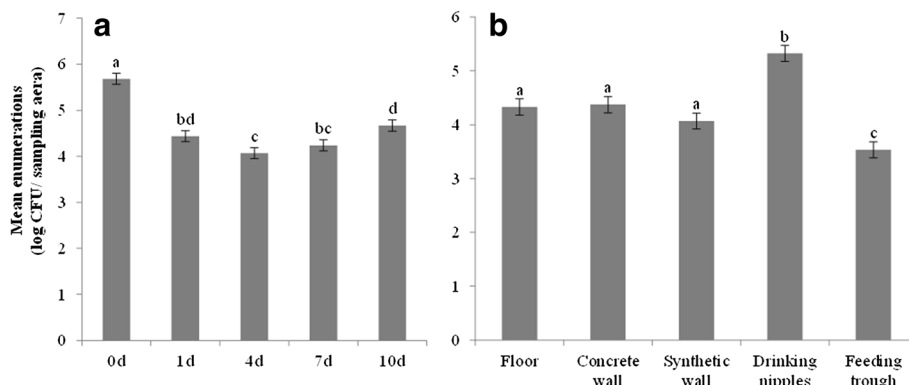 a
b
Mean enumerations
(log CFU/ sampling aera)
7
6
5
4
3
2
1
0
a
bd
c
bc
d
0d
1d
4d
7d
10d
6
5
4
3
2
1
0
a
a
a
b
c
Floor
Concrete
wall
Synthetic
wall
Drinking
nipples
Feeding
trough